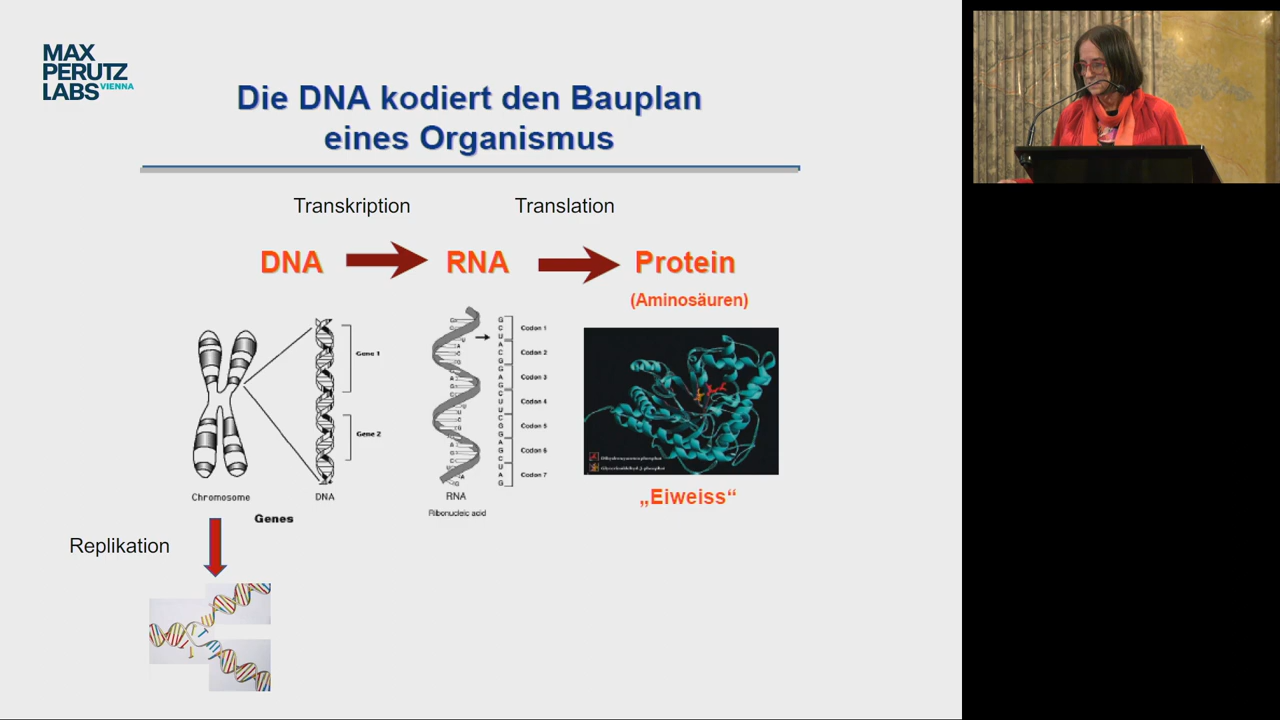 MAX
PERUTZ
LABS VIENNA
Die DNA kodiert den Bauplan
eines Organismus
Transkription
Translation
DNA
RNA
Protein
(Aminosäuren)
Gene 1
Gene 2
Codon 1
Codon 2
Codon 3
Codon 4
Codon 5
Codon 6
Codon 7
Chromosome
DNA
Genes
RNA
Ribonucleic acid
„Eiweiss“
Replikation